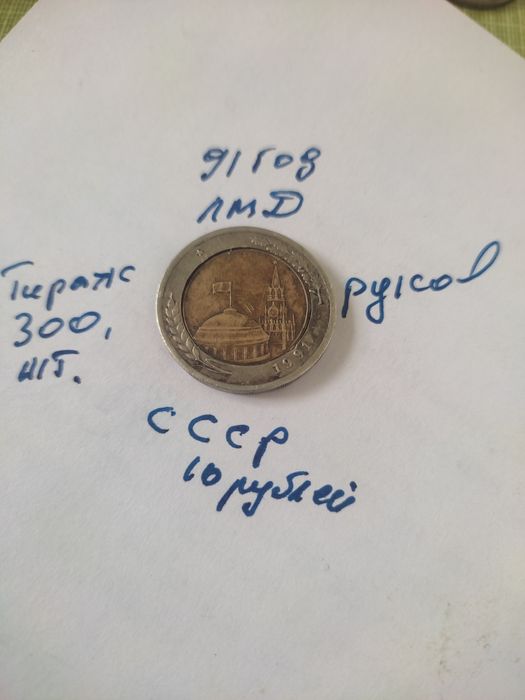 91 год
ЛМД
Тираж
300,
шт.
1991
СССР
10 рублей